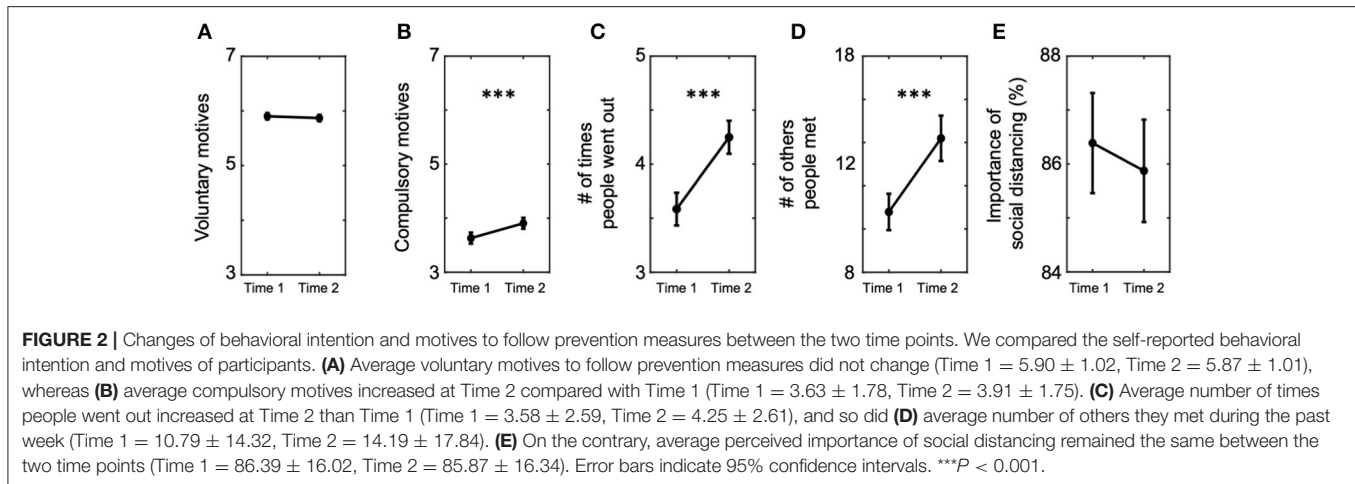 A
B
C
D
E
7
5
3
Voluntary motives
Time 1 Time 2
7
5
3
Compulsory motives
***
Time 1 Time 2
5
4
3
# of times
people went out
***
Time 1 Time 2
18
12
8
# of others
people met
***
Time 1 Time 2
88
86
84
Importance of
social distancing (%)
Time 1 Time 2
FIGURE 2 | Changes of behavioral intention and motives to follow prevention measures between the two time points. We compared the self-reported behavioral
intention and motives of participants. (A) Average voluntary motives to follow prevention measures did not change (Time 1 = 5.90 ± 1.02, Time 2 = 5.87 ± 1.01),
whereas (B) average compulsory motives increased at Time 2 compared with Time 1 (Time 1 = 3.63 ± 1.78, Time 2 = 3.91 ± 1.75). (C) Average number of times
people went out increased at Time 2 than Time 1 (Time 1 = 3.58 ± 2.59, Time 2 = 4.25 ± 2.61), and so did (D) average number of others they met during the past
week (Time 1 = 10.79 ± 14.32, Time 2 = 14.19 ± 17.84). (E) On the contrary, average perceived importance of social distancing remained the same between the
two time points (Time 1 = 86.39 ± 16.02, Time 2 = 85.87 ± 16.34). Error bars indicate 95% confidence intervals. ***P < 0.001.